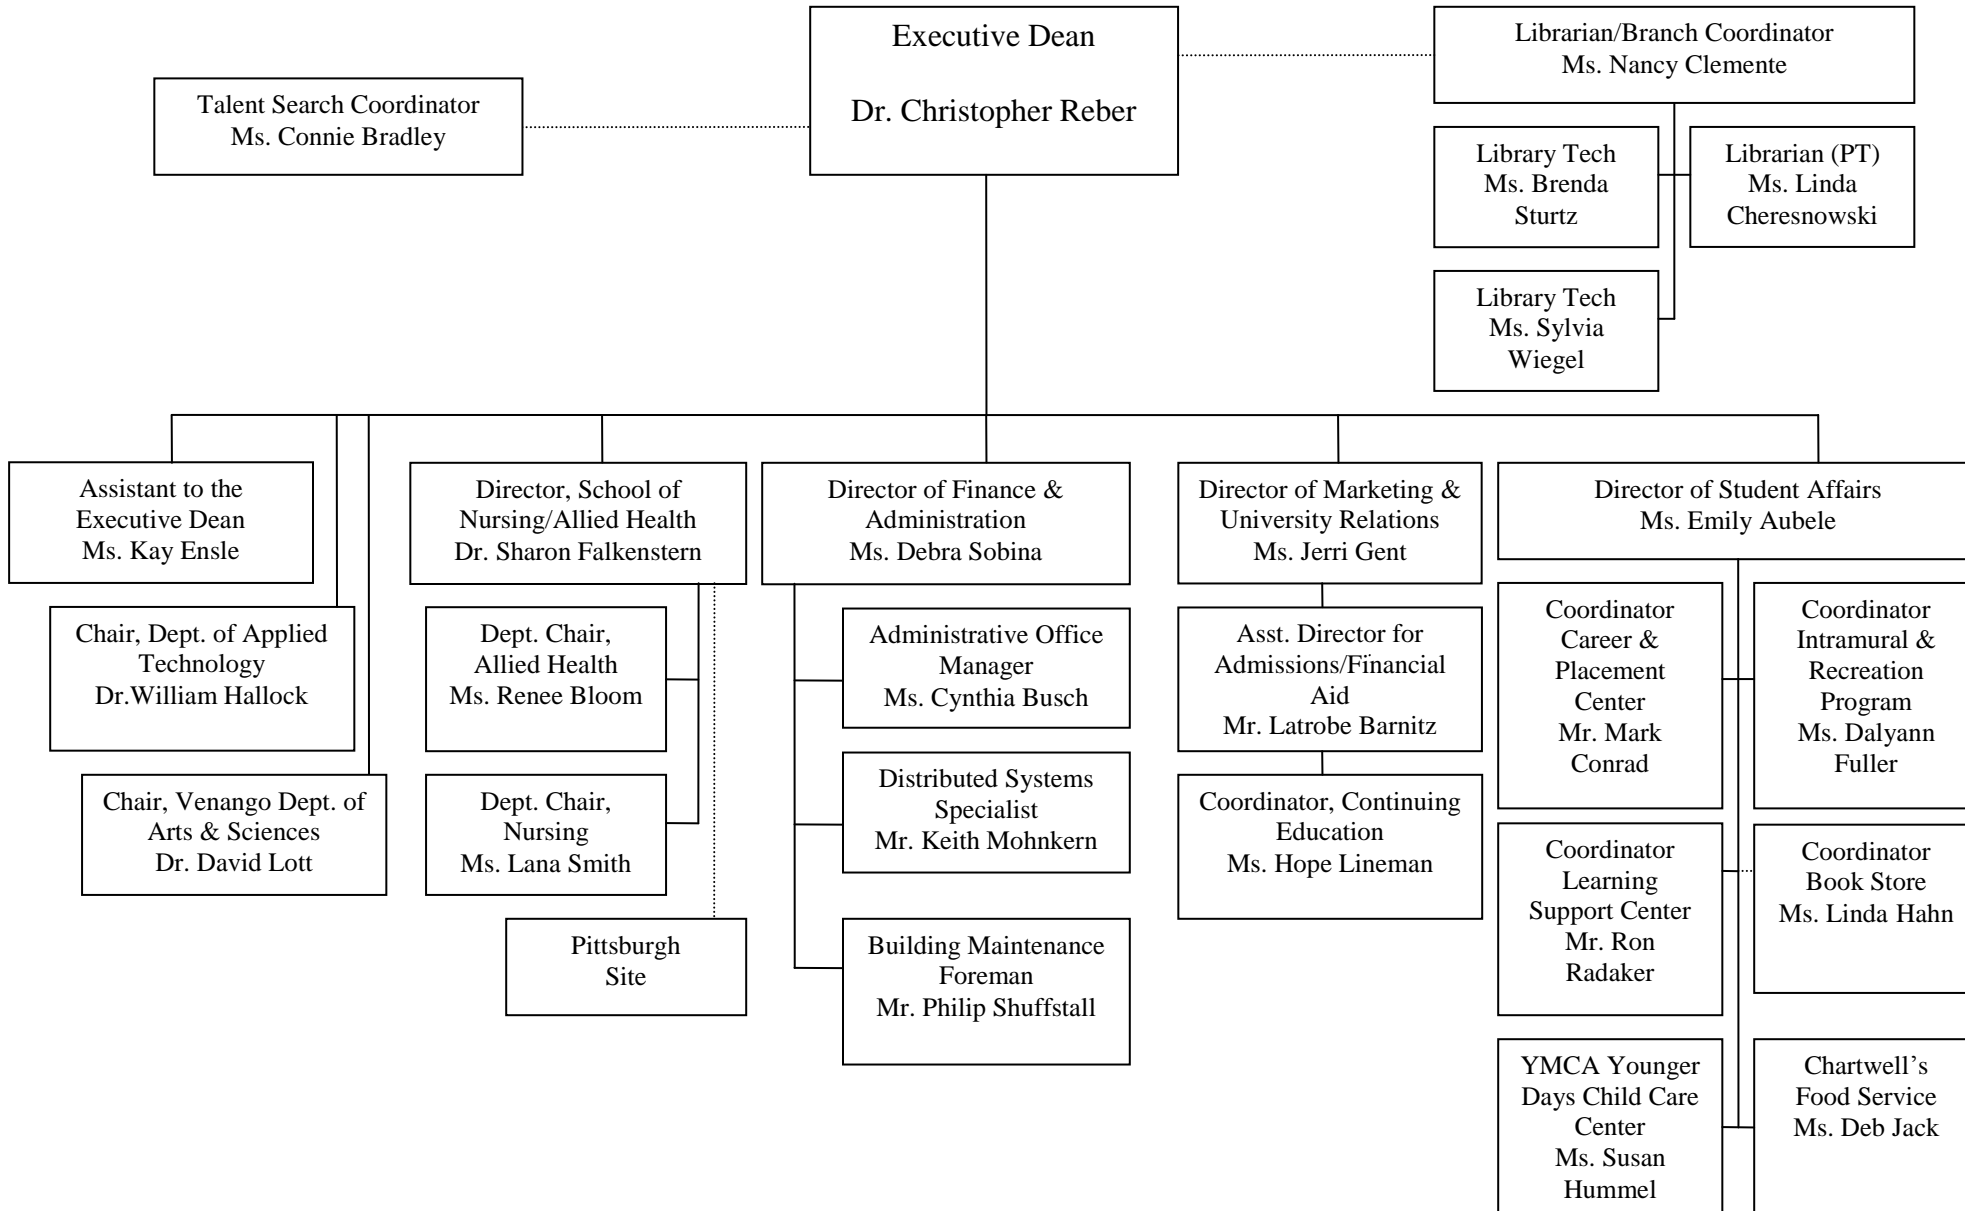 Executive Dean
Dr. Christopher Reber
Librarian/Branch Coordinator
Ms. Nancy Clemente
Talent Search Coordinator
Ms. Connie Bradley
Library Tech
Ms. Brenda
Sturtz
Librarian (PT)
Ms. Linda
Cheresnowski
Library Tech
Ms. Sylvia
Wiegel
Assistant to the
Executive Dean
Ms. Kay Ensle
Chair, Dept. of Applied
Technology
Dr.William Hallock
Chair, Venango Dept. of
Arts & Sciences
Dr. David Lott
Director, School of
Nursing/Allied Health
Dr. Sharon Falkenstern
Dept. Chair,
Allied Health
Ms. Renee Bloom
Dept. Chair,
Nursing
Ms. Lana Smith
Pittsburgh
Site
Director of Finance &
Administration
Ms. Debra Sobina
Administrative Office
Manager
Ms. Cynthia Busch
Distributed Systems
Specialist
Mr. Keith Mohnkern
Building Maintenance
Foreman
Mr. Philip Shuffstall
Director of Marketing &
University Relations
Ms. Jerri Gent
Asst. Director for
Admissions/Financial
Aid
Mr. Latrobe Barnitz
Coordinator, Continuing
Education
Ms. Hope Lineman
Director of Student Affairs
Ms. Emily Aubele
Coordinator
Career &
Placement
Center
Mr. Mark
Conrad
Coordinator
Intramural &
Recreation
Program
Ms. Dalyann
Fuller
Coordinator
Learning
Support Center
Mr. Ron
Radaker
Coordinator
Book Store
Ms. Linda Hahn
YMCA Younger
Days Child Care
Center
Ms. Susan
Hummel
Chartwell’s
Food Service
Ms. Deb Jack